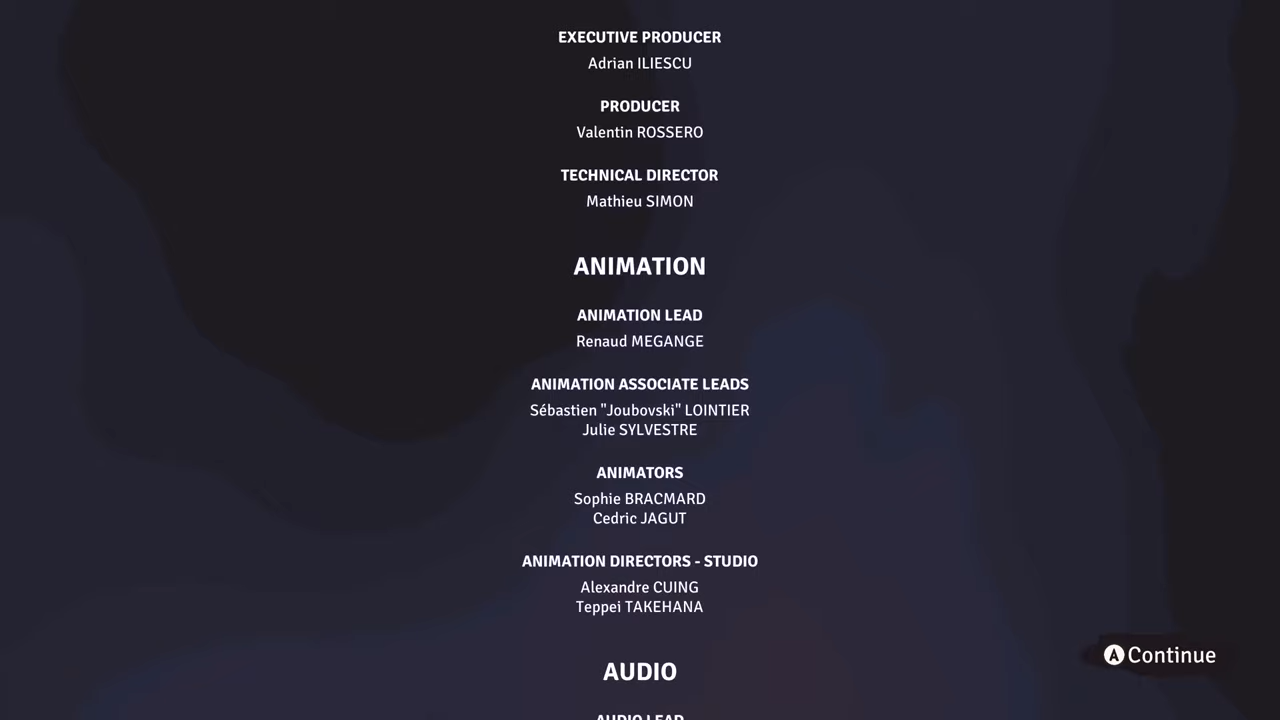 EXECUTIVE PRODUCER
Adrian ILIESCU
PRODUCER
Valentin ROSSERO
TECHNICAL DIRECTOR
Mathieu SIMON
ANIMATION
ANIMATION LEAD
Renaud MEGANGE
ANIMATION ASSOCIATE LEADS
Sébastien "Joubovski" LOINTIER
Julie SYLVESTRE
ANIMATORS
Sophie BRACMARD
Cedric JAGUT
ANIMATION DIRECTORS - STUDIO
Alexandre CUING
Teppei TAKEHANA
A Continue
AUDIO
AUDIO LEAD